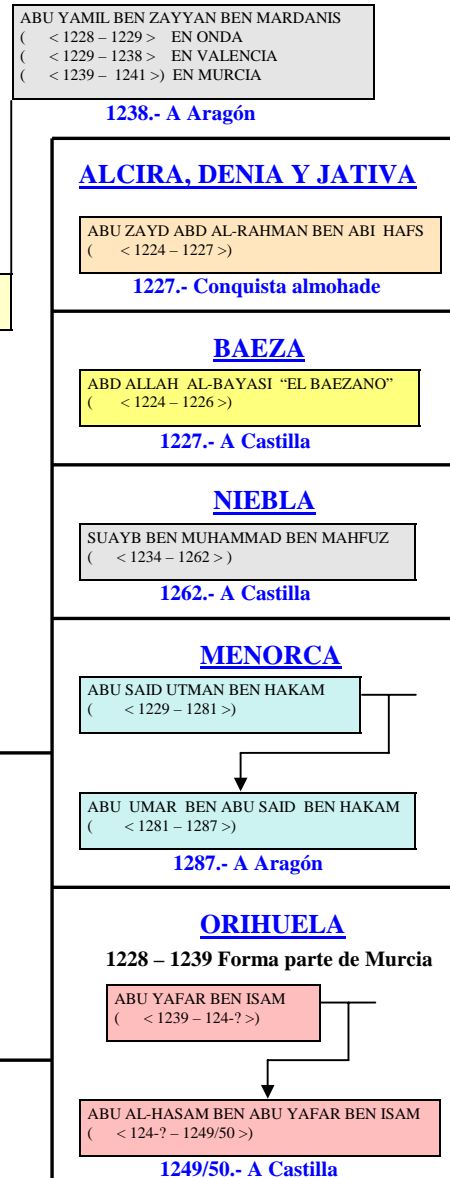 ABU YAMIL BEN ZAYYAN BEN MARDANIS
( < 1228 – 1229 > EN ONDA
( < 1229 – 1238 > EN VALENCIA
( < 1239 – 1241 >) EN MURCIA
1238.- A Aragón
ALCIRA, DENIA Y JATIVA
ABU ZAYD ABD AL-RAHMAN BEN ABI HAFS
( < 1224 – 1227 >)
1227.- Conquista almohade
BAEZA
ABD ALLAH AL-BAYASI “EL BAEZANO”
( < 1224 – 1226 >)
1227.- A Castilla
NIEBLA
SUAYB BEN MUHAMMAD BEN MAHFUZ
( < 1234 – 1262 > )
1262.- A Castilla
MENORCA
ABU SAID UTMAN BEN HAKAM
( < 1229 – 1281 >)
ABU UMAR BEN ABU SAID BEN HAKAM
( < 1281 – 1287 >)
1287.- A Aragón
ORIHUELA
1228 – 1239 Forma parte de Murcia
ABU YAFAR BEN ISAM
( < 1239 – 124-? >)
ABU AL-HASAM BEN ABU YAFAR BEN ISAM
( < 124-? – 1249/50 >)
1249/50.- A Castilla